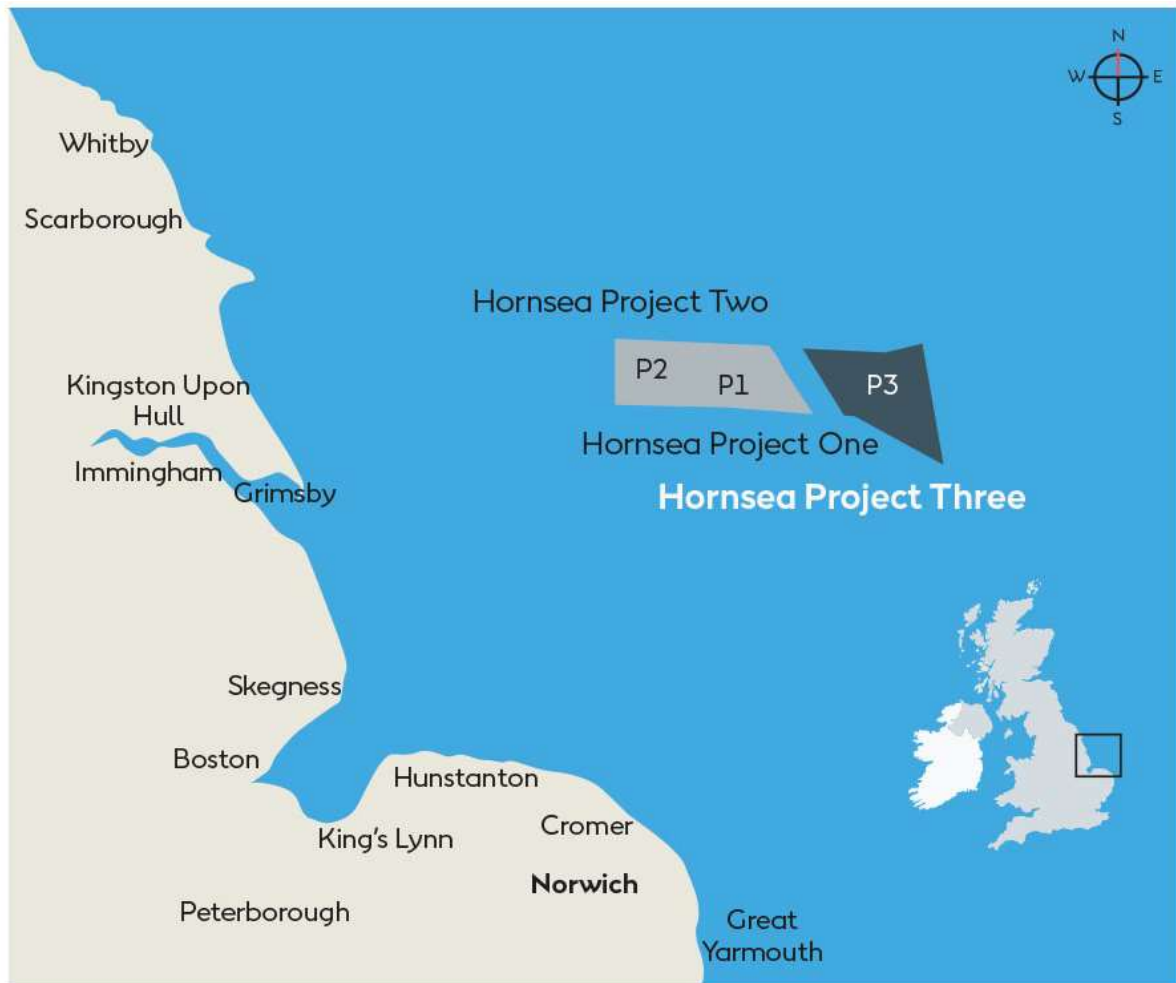 N
W E
S
Whitby
Scarborough
Hornsea Project Two
P2
P1
P3
Kingston Upon
Hull
Hornsea Project One
Immingham
Grimsby
Hornsea Project Three
Skegness
Boston
Hunstanton
King's Lynn
Cromer
Norwich
Peterborough
Great
Yarmouth